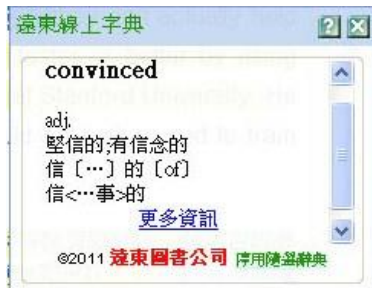 遠東線上字典
convinced
adj.
堅信的;有信念的
信〔…〕的〔of〕
信<…事>的
更多資訊
©2011 遠東圖書公司 停用隨選辭典